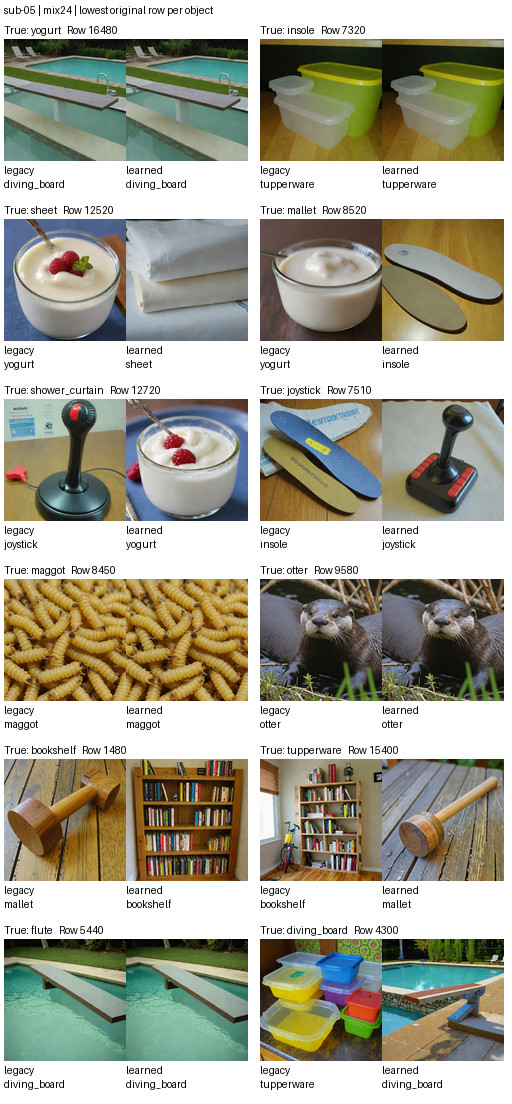 sub-05 | mix24 | lowest original row per object
True: yogurt Row 16480
legacy
diving_board
learned
diving_board
True: insole Row 7320
legacy
tupperware
learned
tupperware
True: sheet Row 12520
legacy
yogurt
learned
sheet
True: mallet Row 8520
legacy
yogurt
learned
insole
True: shower_curtain Row 12720
legacy
joystick
learned
yogurt
True: joystick Row 7510
legacy
insole
learned
joystick
True: maggot Row 8450
legacy
maggot
learned
maggot
True: otter Row 9580
legacy
otter
learned
otter
True: bookshelf Row 1480
legacy
mallet
learned
bookshelf
True: tupperware Row 15400
legacy
bookshelf
learned
mallet
True: flute Row 5440
legacy
diving_board
learned
diving_board
True: diving_board Row 4300
legacy
tupperware
learned
diving_board